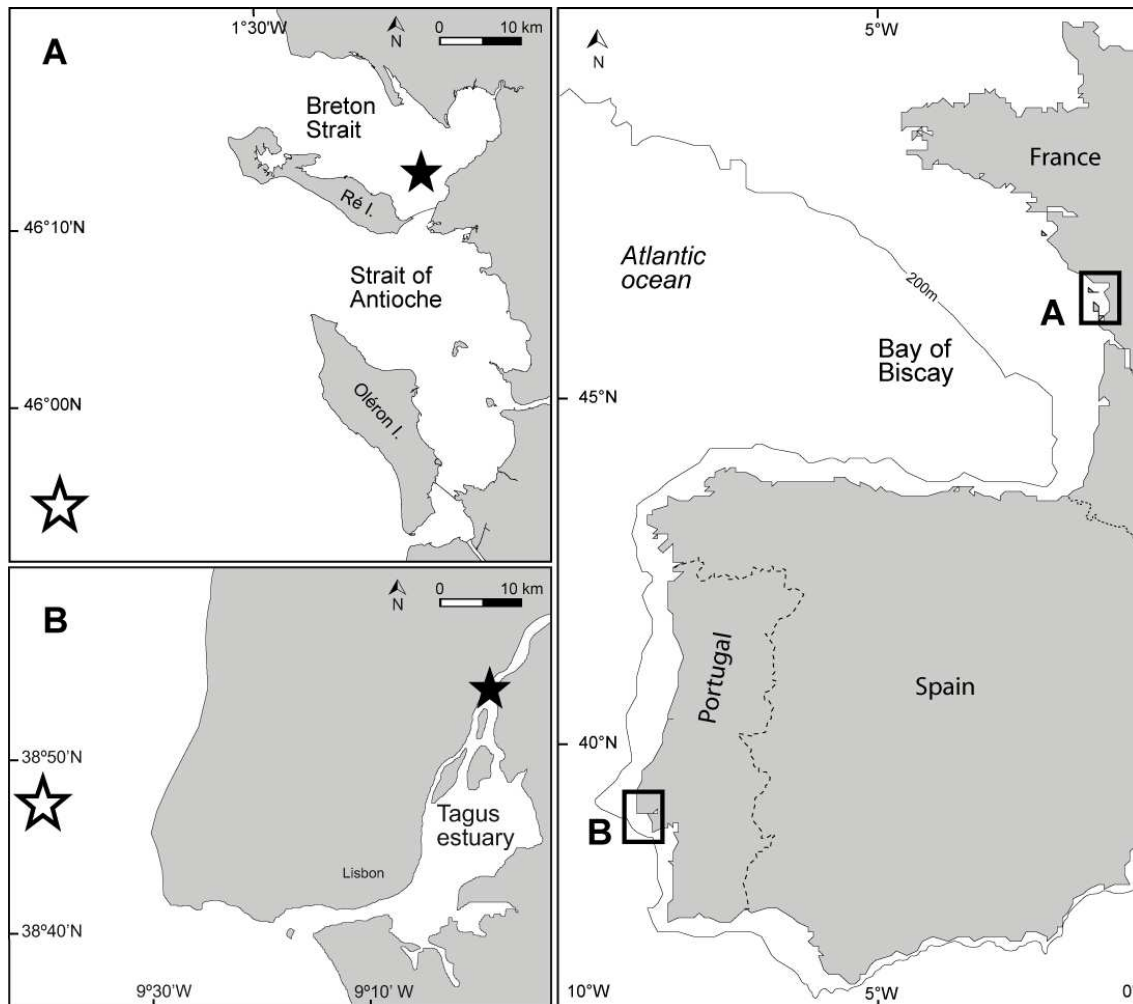 1°30'W
A
N
0 10 km
Breton
Strait
Ré I.
46°10'N
Strait of
Antioche
Oléron I.
46°00'N
B
N
0 10 km
38°50'N
Tagus
estuary
Lisbon
38°40'N
9°30'W
9°10' W
5°W
N
France
Atlantic
ocean
200m
A
Bay of
Biscay
45°N
Portugal
Spain
40°N
B
10°W
5°W
0°